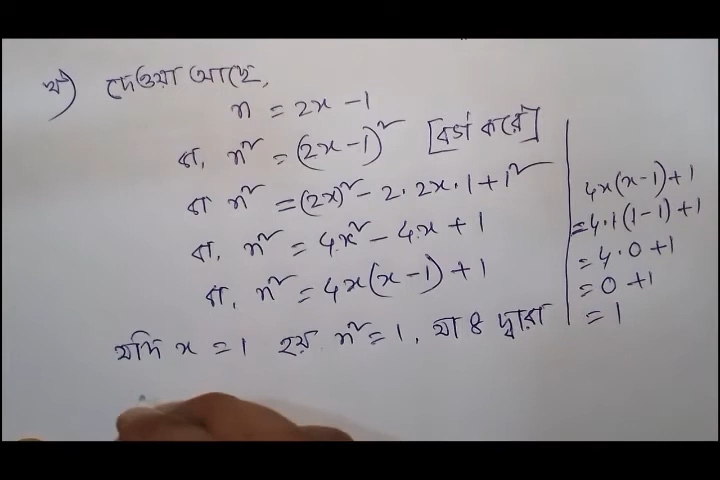 খ) দেওয়া আছে,
n = 2x - 1
বা, n² = (2x - 1)² [বর্গ করে]
বা n² = (2x)² - 2.2x.1 + 1²
বা, n² = 4x² - 4x + 1
বা, n² = 4x(x - 1) + 1
যদি x = 1 হয় n² = 1, যা ৪ দ্বারা
4x(x - 1) + 1
= 4.1(1 - 1) + 1
= 4.0 + 1
= 0 + 1
= 1